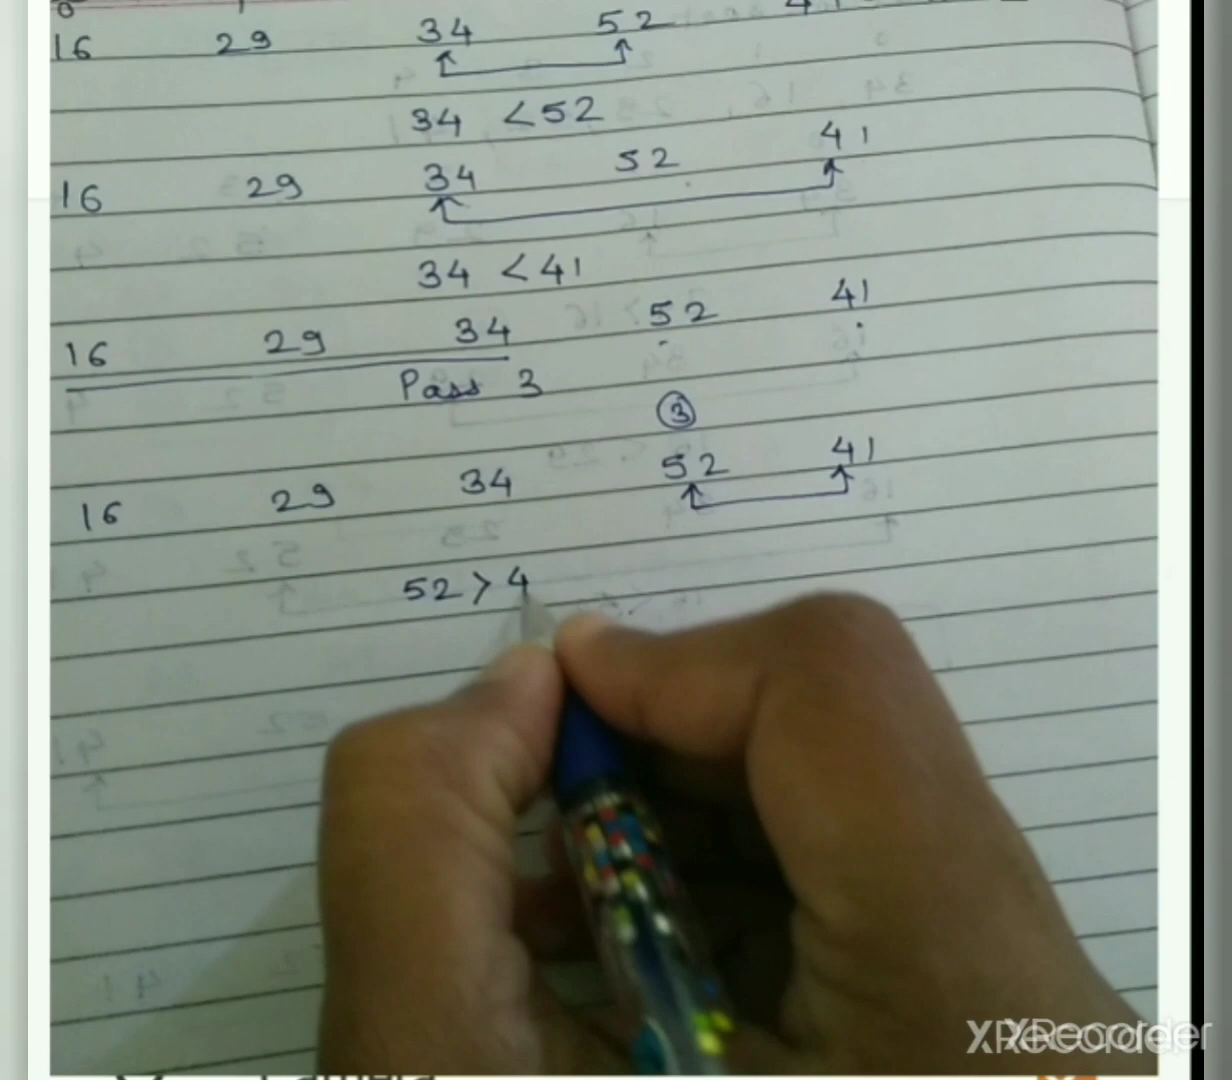 0
16 29 34 52
34 < 52
16 29 34 52 41
34 < 41
16 29 34 52 41
Pass 3
3
16 29 34 52 41
52 > 4
XRecorder